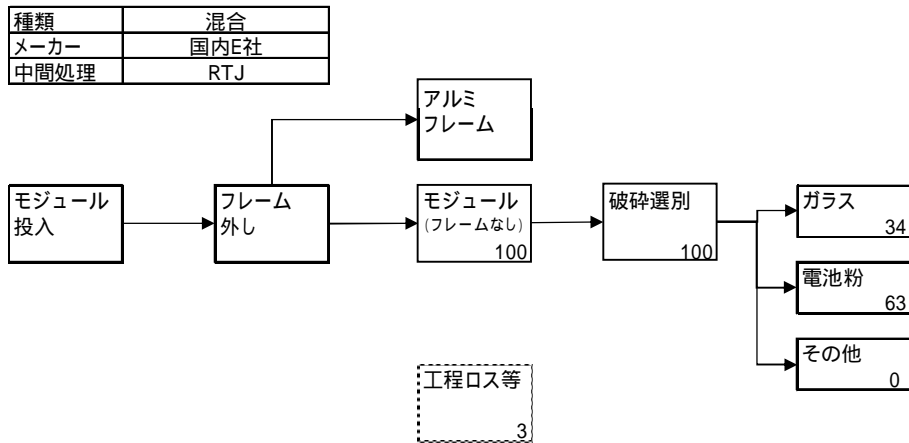 種類 混合
メーカー 国内E社
中間処理 RTJ
アルミ
フレーム
モジュール
投入
フレーム
外し
モジュール
(フレームなし)
100
破砕選別
100
ガラス
34
電池粉
63
その他
0
工程ロス等
3